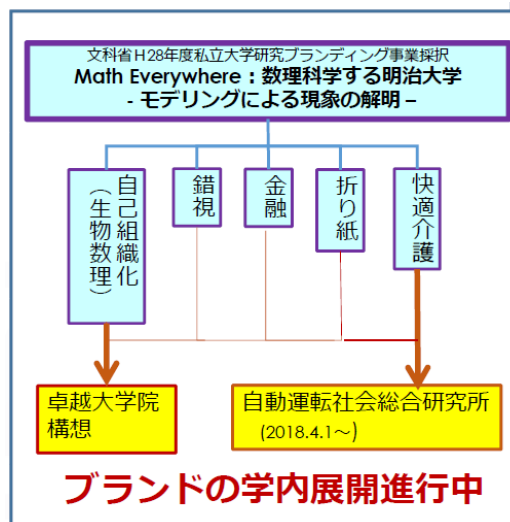 文科省H28年度私立大学研究ブランディング事業採択
Math Everywhere:数理科学する明治大学
- モデリングによる現象の解明 –
自己組織化
(生物数理)
錯視
金融
折り紙
快適介護
卓越大学院
構想
自動運転社会総合研究所
(2018.4.1～)
ブランドの学内展開進行中